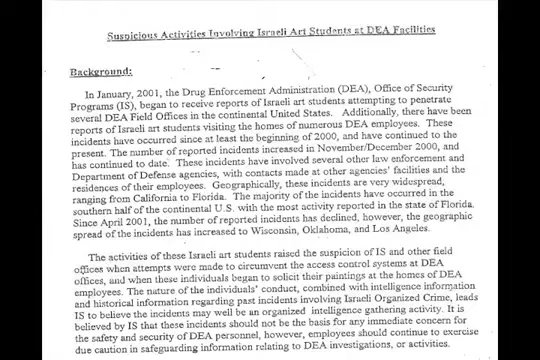 Suspicious Activities Involving Israeli Art Students at DEA Facilities
Background:
In January, 2001, the Drug Enforcement Administration (DEA), Office of Security
Programs (IS), began to receive reports of Israeli art students attempting to penetrate
several DEA Field Offices in the continental United States. Additionally, there have been
reports of Israeli art students visiting the homes of numerous DEA employees. These
incidents have occurred since at least the beginning of 2000, and have continued to the
present. The number of reported incidents increased in November/December 2000, and
has continued to date. These incidents have involved several other law enforcement and
Department of Defense agencies, with contacts made at other agencies' facilities and the
residences of their employees. Geographically, these incidents are very widespread,
ranging from California to Florida. The majority of the incidents have occurred in the
southern half of the continental U.S. with the most activity reported in the state of Florida.
Since April 2001, the number of reported incidents has declined, however, the geographic
spread of the incidents has increased to Wisconsin, Oklahoma, and Los Angeles.
The activities of these Israeli art students raised the suspicion of IS and other field
offices when attempts were made to circumvent the access control systems at DEA
offices, and when these individuals began to solicit their paintings at the homes of DEA
employees. The nature of the individuals' conduct, combined with intelligence information
and historical information regarding past incidents involving Israeli Organized Crime, leads
IS to believe the incidents may well be an organized intelligence gathering activity. It is
believed by IS that these incidents should not be the basis for any immediate concern for
the safety and security of DEA personnel, however, employees should continue to exercise
due caution in safeguarding information relating to DEA investigations, or activities.